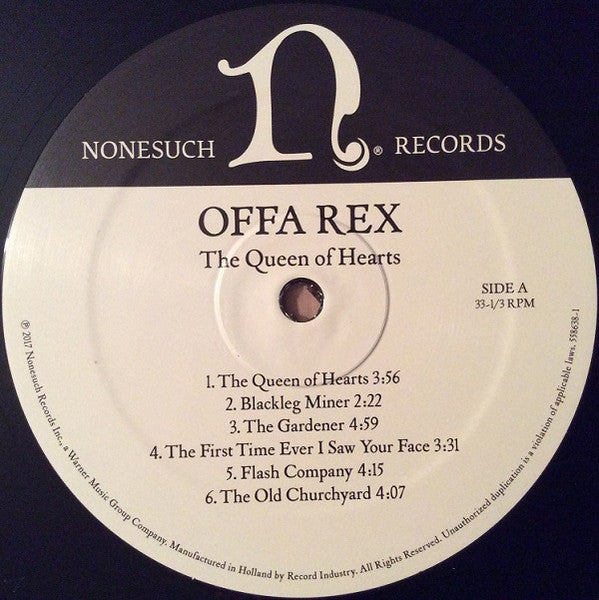 NONESUCH n® RECORDS
OFFA REX
The Queen of Hearts
SIDE A
33-1/3 RPM
1. The Queen of Hearts 3:56
2. Blackleg Miner 2:22
3. The Gardener 4:59
4. The First Time Ever I Saw Your Face 3:31
5. Flash Company 4:15
6. The Old Churchyard 4:07
℗ 2017 Nonesuch Records Inc., a Warner Music Group Company. Manufactured in Holland by Record Industry. All Rights Reserved. Unauthorized duplication is a violation of applicable laws. 558638-1